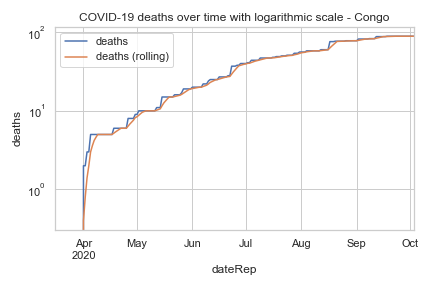 COVID-19 deaths over time with logarithmic scale - Congo
deaths
deaths (rolling)
10²
10¹
10⁰
deaths
Apr
2020
May
Jun
Jul
Aug
Sep
Oct
dateRep